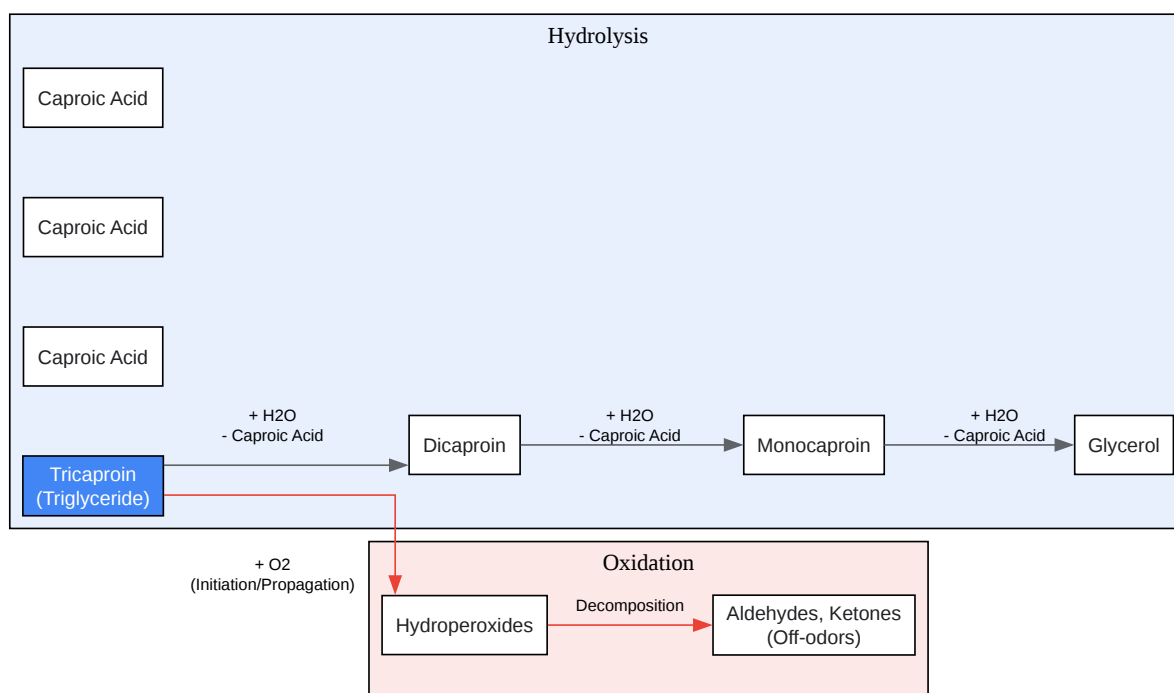 Hydrolysis
Caproic Acid
Caproic Acid
Caproic Acid
+ H2O
- Caproic Acid
+ H2O
- Caproic Acid
+ H2O
- Caproic Acid
Dicaproin
Monocaproin
Glycerol
Tricaproin
(Triglyceride)
+ O2
(Initiation/Propagation)
Oxidation
Hydroperoxides
Decomposition
Aldehydes, Ketones
(Off-odors)